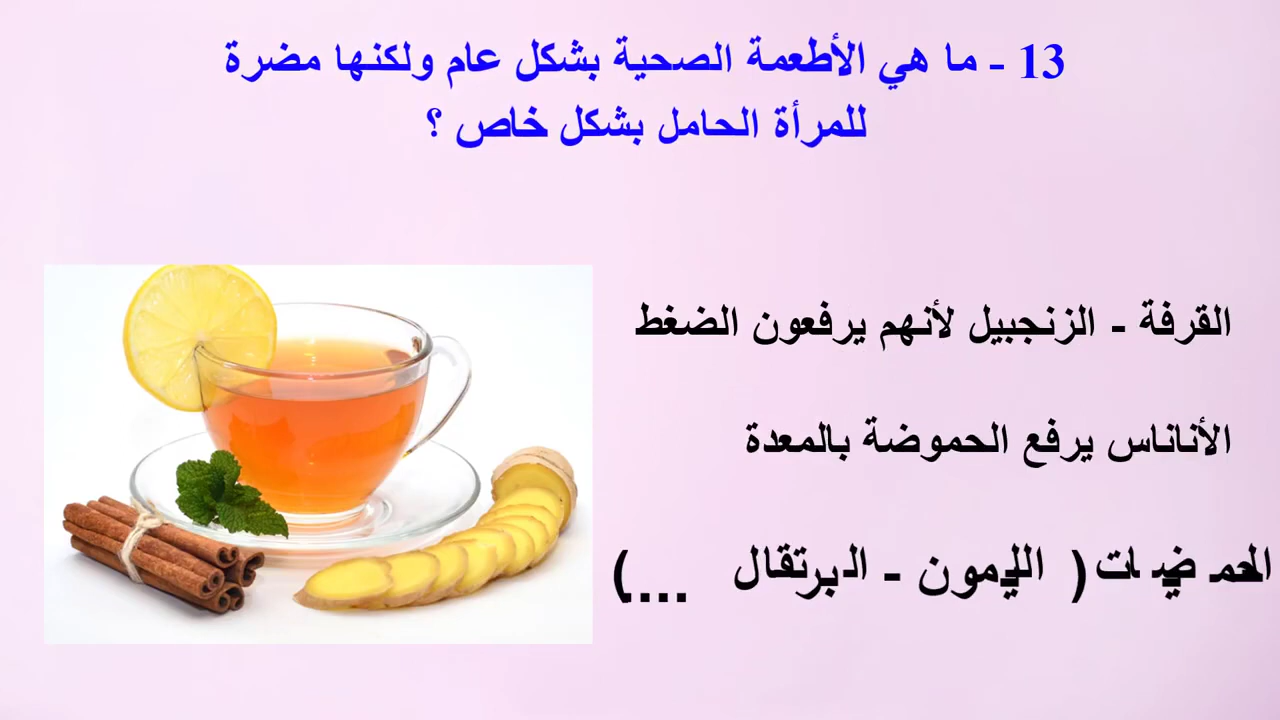 13 - ما هي الأطعمة الصحية بشكل عام ولكنها مضرة
للمرأة الحامل بشكل خاص ؟
القرفة - الزنجبيل لأنهم يرفعون الضغط
الأناناس يرفع الحموضة بالمعدة
الحمضيات ( الليمون - البرتقال ...)